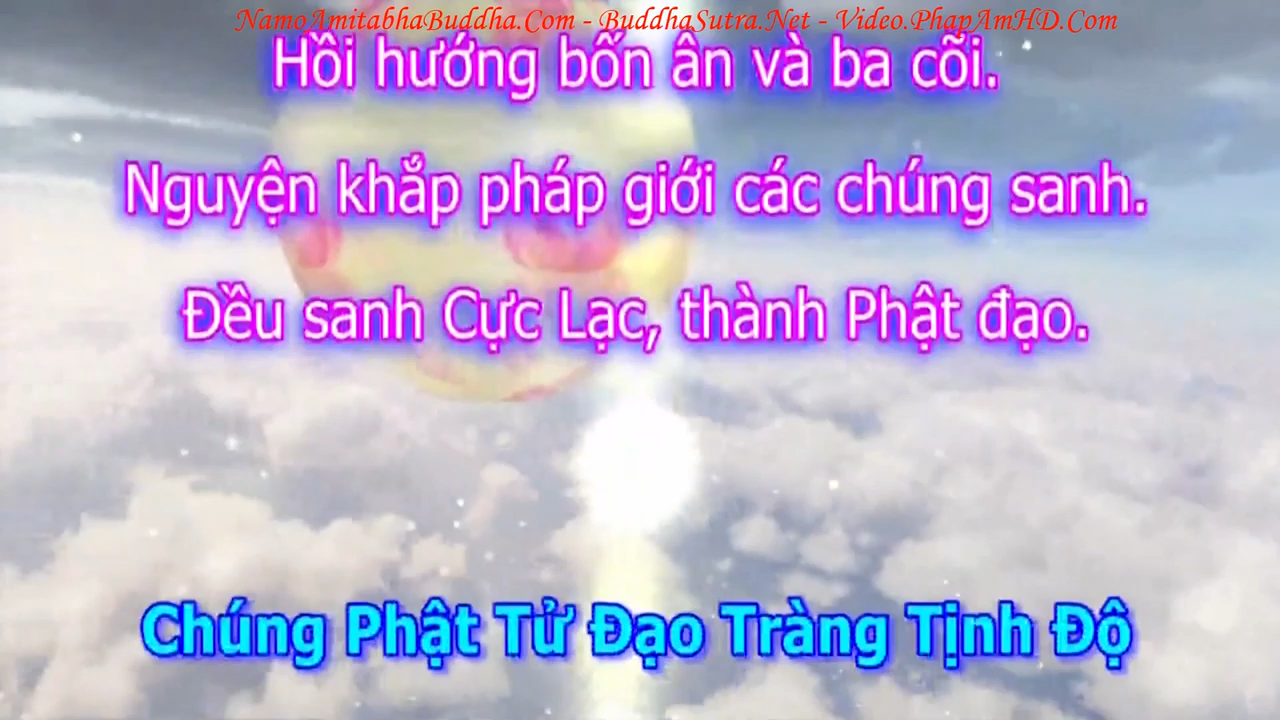 NamoAmitabhaBuddha.Com - BuddhaSutra.Net - Video.PhapAmHD.Com
Hồi hướng bốn ân và ba cõi.
Nguyện khắp pháp giới các chúng sanh.
Đều sanh Cực Lạc, thành Phật đạo.
Chúng Phật Tử Đạo Tràng Tịnh Độ